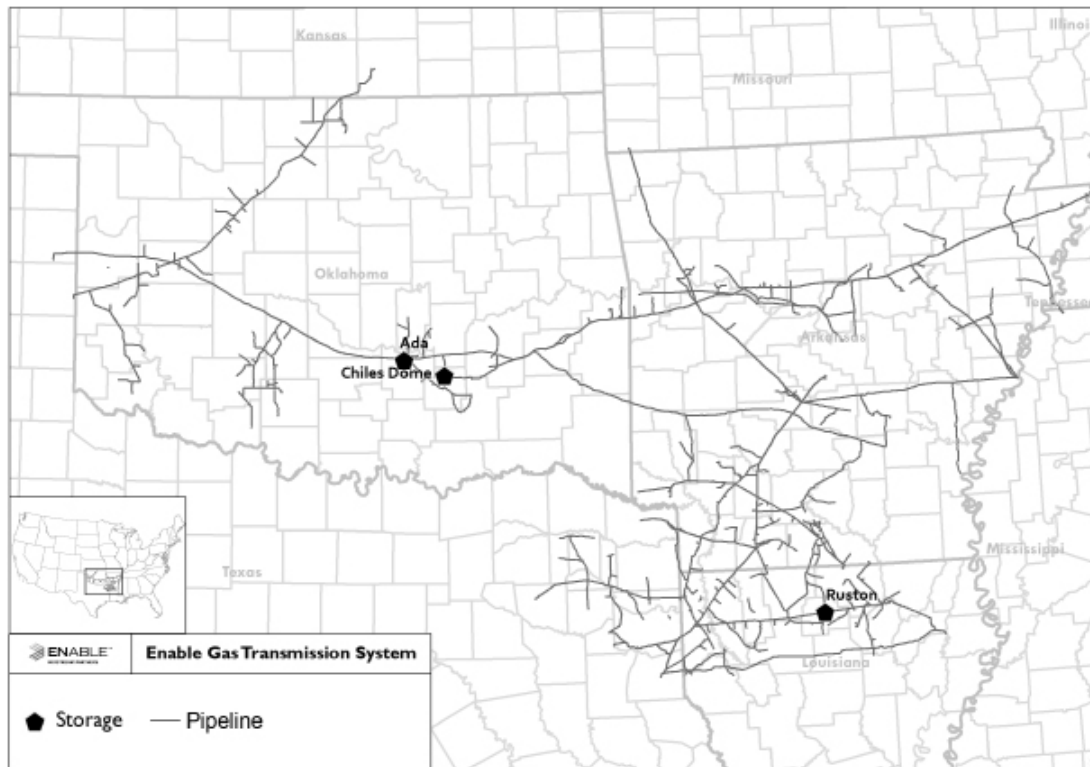 Kansas
Illinoi
Missouri
Oklahoma
Tennessee
Arkansas
Ada
Chiles Dome
Texas
Mississippi
Ruston
Louisiana
ENABLE™ Enable Gas Transmission System
Storage Pipeline